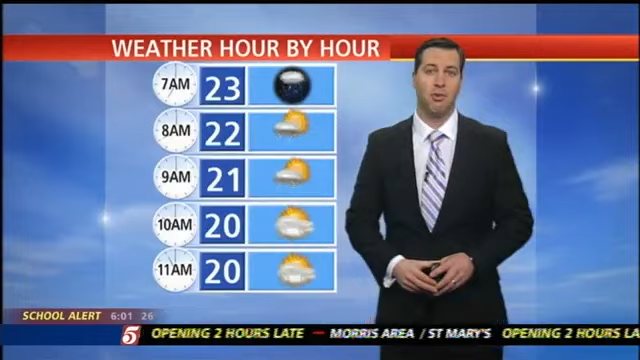 WEATHER HOUR BY HOUR
7AM 23
8AM 22
9AM 21
10AM 20
11AM 20
SCHOOL ALERT 6:01 26
5 OPENING 2 HOURS LATE — MORRIS AREA / ST MARY'S OPENING 2 HOURS LA